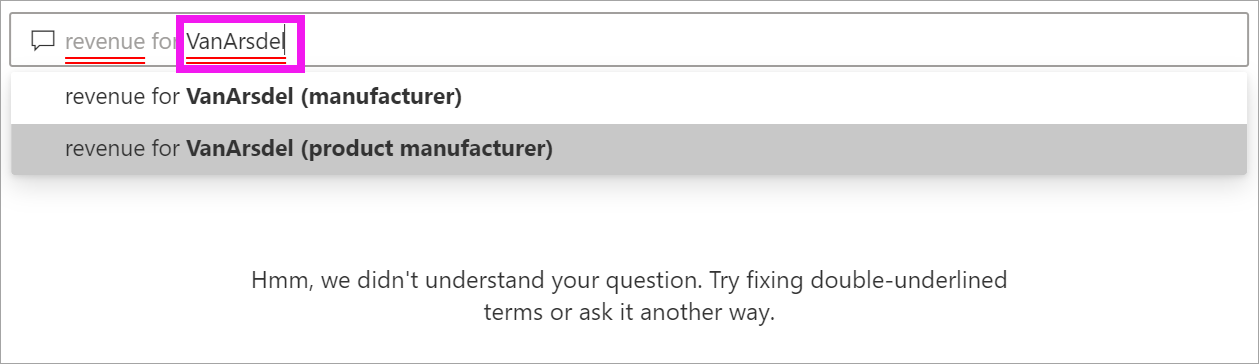 revenue for VanArsdel
revenue for VanArsdel (manufacturer)
revenue for VanArsdel (product manufacturer)
Hmm, we didn't understand your question. Try fixing double-underlined
terms or ask it another way.